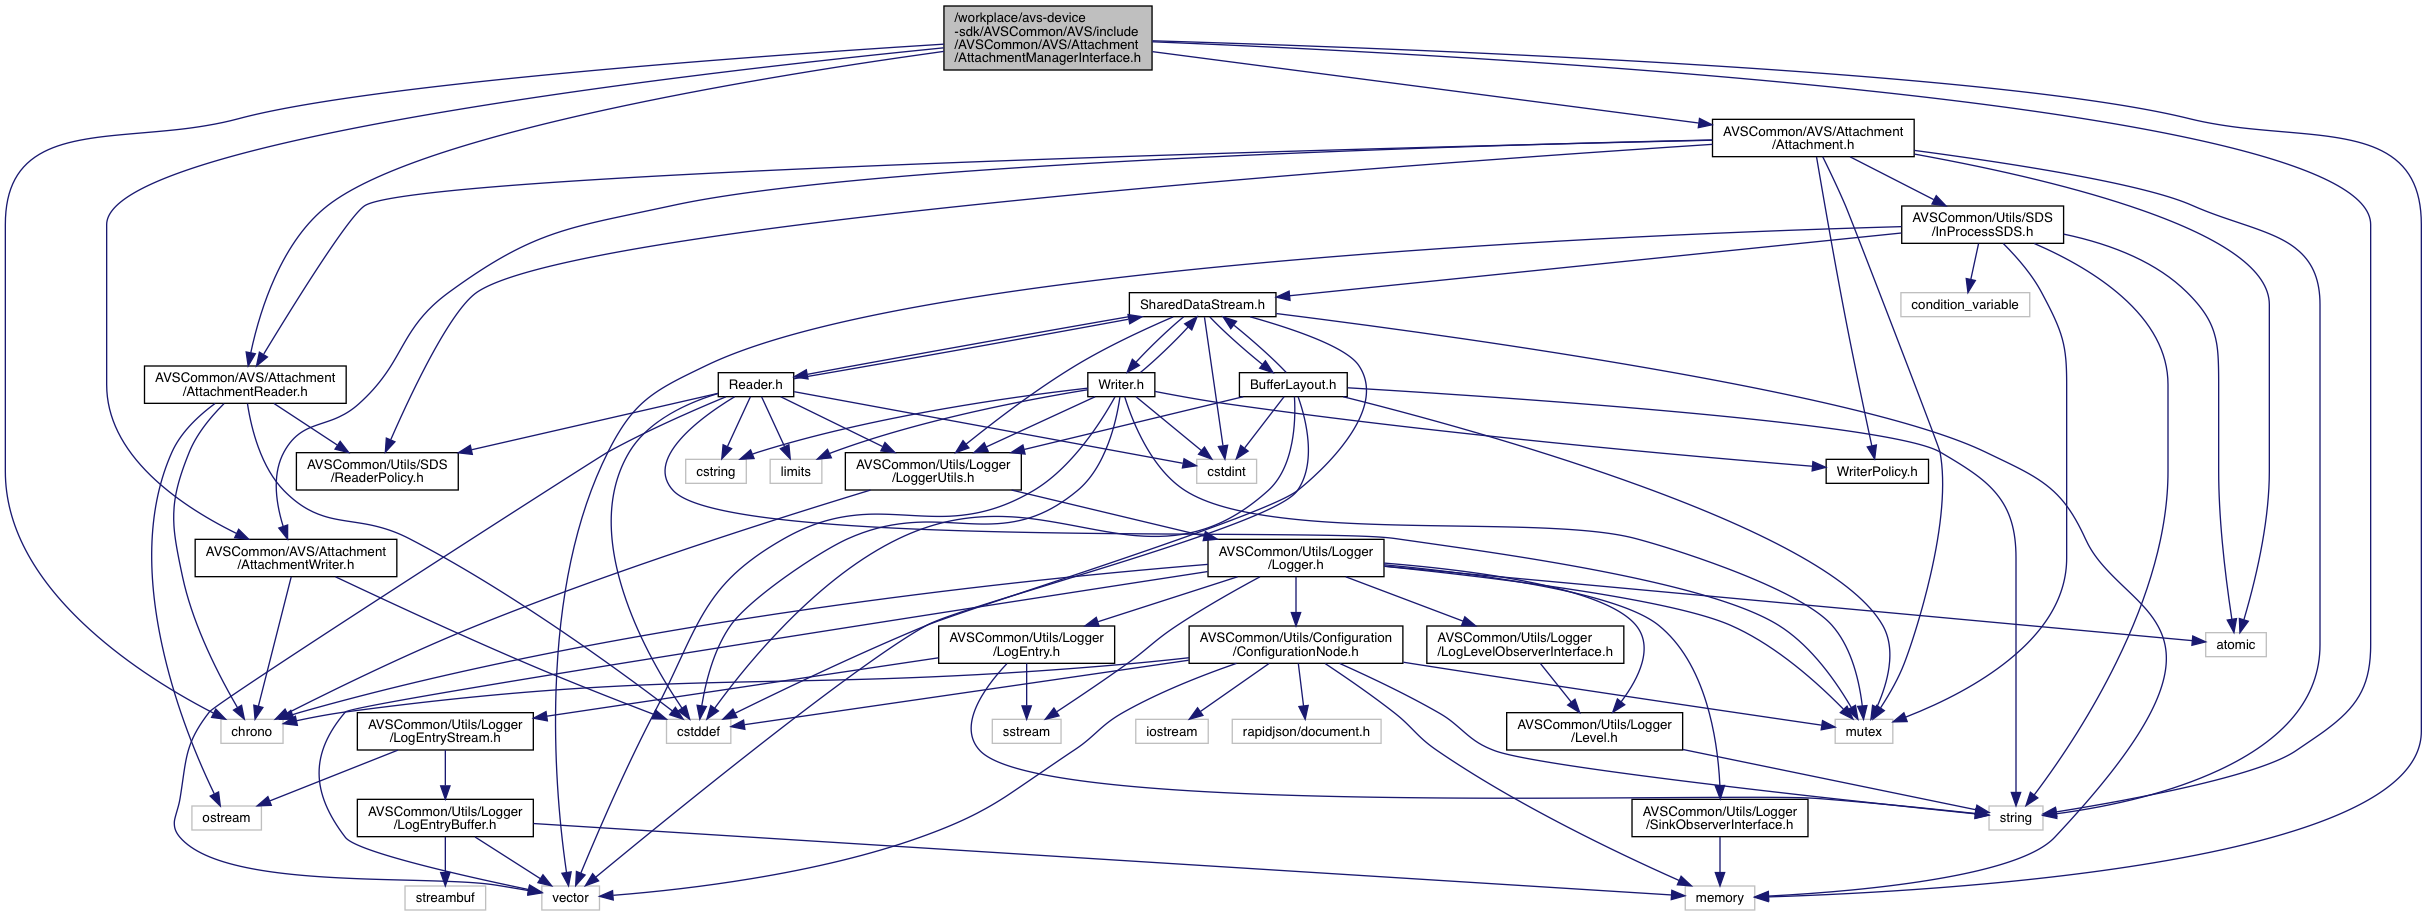 /workplace/avs-device
-sdk/AVSCommon/AVS/include
/AVSCommon/AVS/Attachment
/AttachmentManagerInterface.h
AVSCommon/AVS/Attachment
/Attachment.h
AVSCommon/Utils/SDS
/InProcessSDS.h
SharedDataStream.h
condition_variable
AVSCommon/AVS/Attachment
/AttachmentReader.h
Reader.h
Writer.h
BufferLayout.h
AVSCommon/Utils/SDS
/ReaderPolicy.h
cstring
limits
AVSCommon/Utils/Logger
/LoggerUtils.h
cstdint
WriterPolicy.h
AVSCommon/AVS/Attachment
/AttachmentWriter.h
AVSCommon/Utils/Logger
/Logger.h
AVSCommon/Utils/Logger
/LogEntry.h
AVSCommon/Utils/Configuration
/ConfigurationNode.h
AVSCommon/Utils/Logger
/LogLevelObserverInterface.h
atomic
chrono
AVSCommon/Utils/Logger
/LogEntryStream.h
cstddef
sstream
iostream
rapidjson/document.h
AVSCommon/Utils/Logger
/Level.h
mutex
ostream
AVSCommon/Utils/Logger
/LogEntryBuffer.h
AVSCommon/Utils/Logger
/SinkObserverInterface.h
string
streambuf
vector
memory